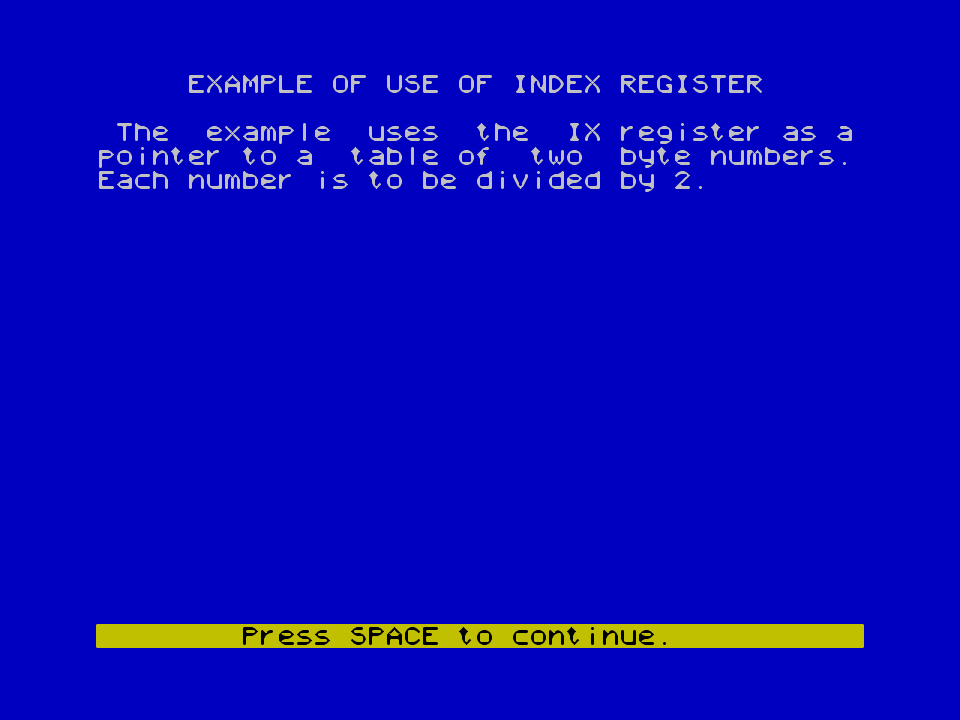 EXAMPLE OF USE OF INDEX REGISTER
The example uses the IX register as a
pointer to a table of two byte numbers.
Each number is to be divided by 2.
Press SPACE to continue.